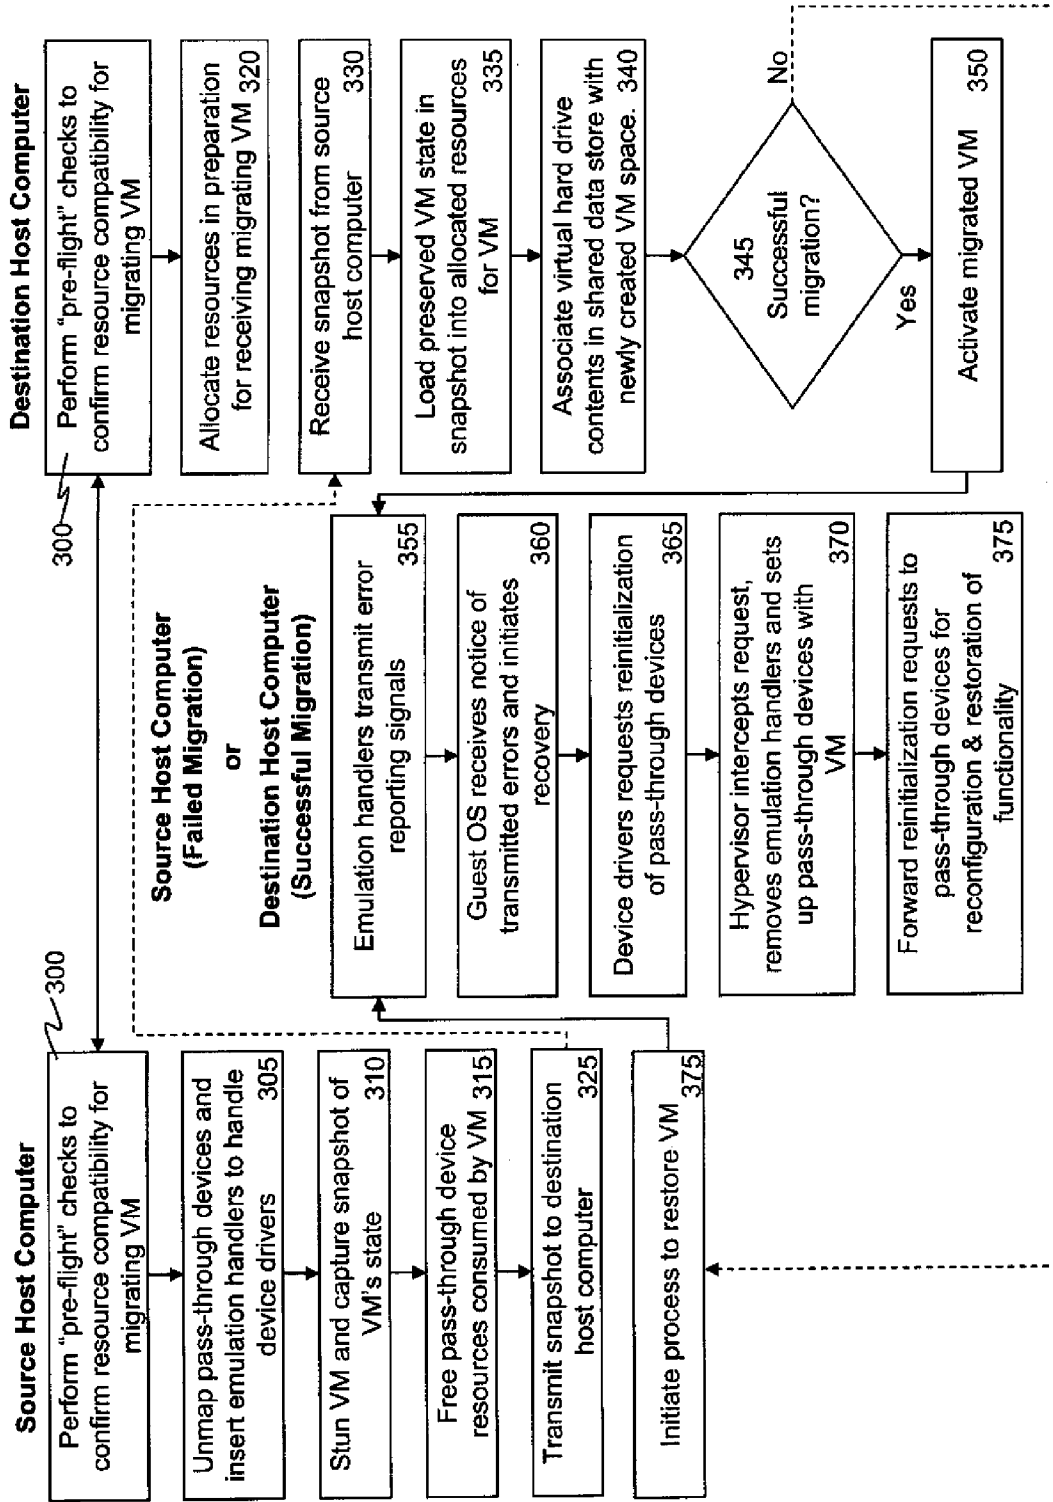 Source Host Computer
300
Perform “pre-flight” checks to
confirm resource compatibility for
migrating VM
Unmap pass-through devices and
insert emulation handlers to handle
device drivers 305
Stun VM and capture snapshot of
VM's state 310
Free pass-through device
resources consumed by VM 315
Transmit snapshot to destination
host computer 325
Initiate process to restore VM
375
Source Host Computer
(Failed Migration)
or
Destination Host Computer
(Successful Migration)
Emulation handlers transmit error
reporting signals 355
Guest OS receives notice of
transmitted errors and initiates
recovery 360
Device drivers requests reinitialization
of pass-through devices 365
Hypervisor intercepts request,
removes emulation handlers and sets
up pass-through devices with
VM 370
Forward reinitialization requests to
pass-through devices for
reconfiguration & restoration of
functionality 375
Destination Host Computer
300
Perform “pre-flight” checks to
confirm resource compatibility for
migrating VM
Allocate resources in preparation
for receiving migrating VM 320
Receive snapshot from source
host computer 330
Load preserved VM state in
snapshot into allocated resources
for VM 335
Associate virtual hard drive
contents in shared data store with
newly created VM space. 340
345
Successful
migration?
No
Yes
Activate migrated VM
350